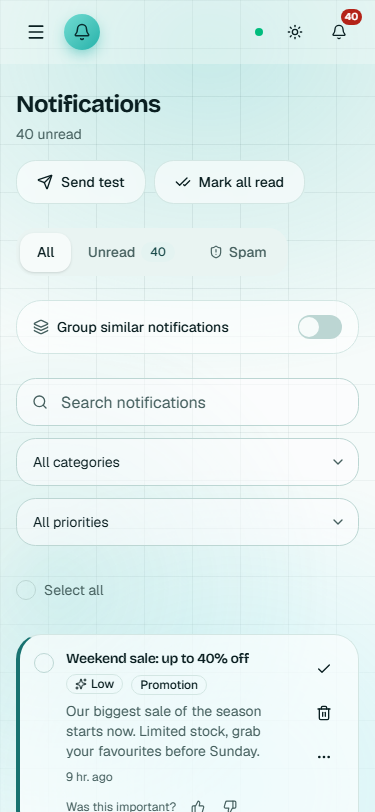 40
Notifications
40 unread
Send test
Mark all read
All
Unread 40
Spam
Group similar notifications
Search notifications
All categories
All priorities
Select all
Weekend sale: up to 40% off
Low
Promotion
Our biggest sale of the season
starts now. Limited stock, grab
your favourites before Sunday.
9 hr. ago
Was this important?